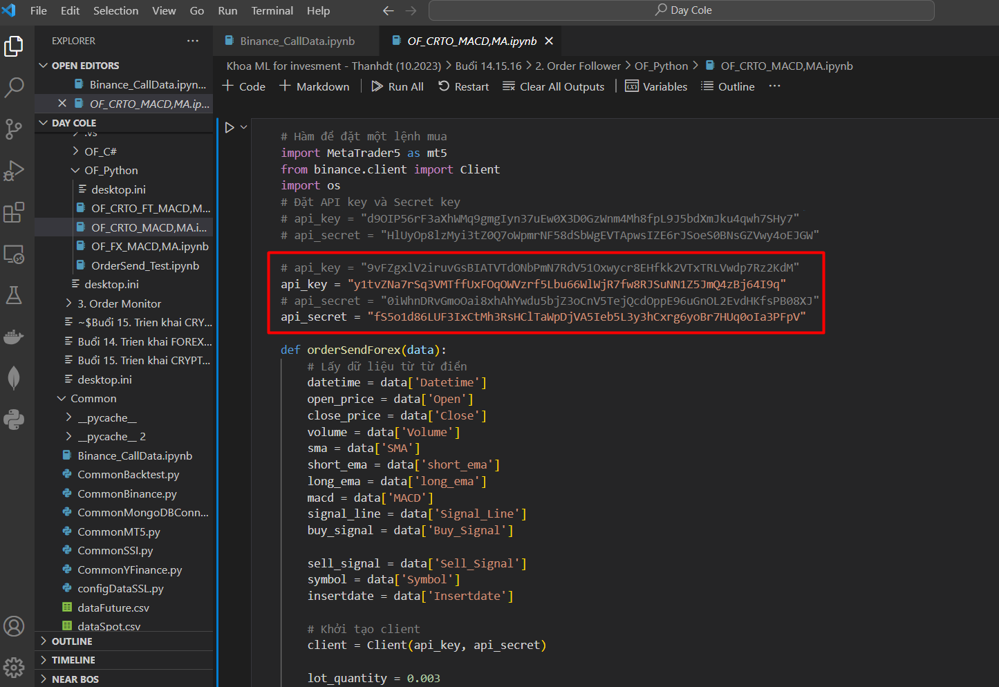 File Edit Selection View Go Run Terminal Help
Day Cole
EXPLORER
OPEN EDITORS
Binance_CallData.ipyn...
OF_CRTO_MACD,MA.ip...
DAY COLE
.vs
OF_C#
OF_Python
desktop.ini
OF_CRTO_FT_MACD,M...
OF_CRTO_MACD,MA.i...
OF_FX_MACD,MA.ipynb
OrderSend_Test.ipynb
desktop.ini
3. Order Monitor
~$Buổi 15. Trien khai CRY...
Buổi 14. Trien khai FOREX...
Buổi 15. Trien khai CRYPT...
desktop.ini
Common
__pycache__
__pycache__ 2
Binance_CallData.ipynb
CommonBacktest.py
CommonBinance.py
CommonMongoDBConn...
CommonMT5.py
CommonSSI.py
CommonYFinance.py
configDataSSL.py
dataFuture.csv
dataSpot.csv
OUTLINE
TIMELINE
NEAR BOS
Binance_CallData.ipynb
OF_CRTO_MACD,MA.ipynb
Khoa ML for invesment - Thanhdt (10.2023) > Buổi 14.15.16 > 2. Order Follower > OF_Python > OF_CRTO_MACD,MA.ipynb
+ Code + Markdown Run All Restart Clear All Outputs Variables Outline ...
# Hàm để đặt một lệnh mua
import MetaTrader5 as mt5
from binance.client import Client
import os
# Đặt API key và Secret key
# api_key = "d9OIP56rF3aXhWMq9gmgIyn37uEw0X3D0GzWnm4Mh8fpL9J5bdXmJku4qwh7SHy7"
# api_secret = "HlUyOp8lzMyi3tZ0Q7oWpmrNF58dSbWgEVTApwsIZE6rJSoeS0BNsGZVwy4oEJGW"
# api_key = "9vFZgxlV2iruvGsBIATVTdONbPmN7RdV51Oxwycr8EHfkk2VTxTRLVwdp7Rz2KdM"
api_key = "y1tvZNa7rSq3VMTffUxFOqOWVzrf5Lbu66WlWjR7fw8RJSuNN1Z5JmQ4zBj64I9q"
# api_secret = "0iWhnDRvGmoOai8xhAhYwdu5bjZ3oCnV5TejQcdOppE96uGnOL2EvdHKfsPB08XJ"
api_secret = "fS5o1d86LUF3IxCtMh3RsHClTaWpDjVA5Ieb5L3y3hCxrg6yoBr7HUq0oIa3PFpV"
def orderSendForex(data):
# Lấy dữ liệu từ từ điển
datetime = data['Datetime']
open_price = data['Open']
close_price = data['Close']
volume = data['Volume']
sma = data['SMA']
short_ema = data['short_ema']
long_ema = data['long_ema']
macd = data['MACD']
signal_line = data['Signal_Line']
buy_signal = data['Buy_Signal']
sell_signal = data['Sell_Signal']
symbol = data['Symbol']
insertdate = data['Insertdate']
# Khởi tạo client
client = Client(api_key, api_secret)
lot_quantity = 0.003